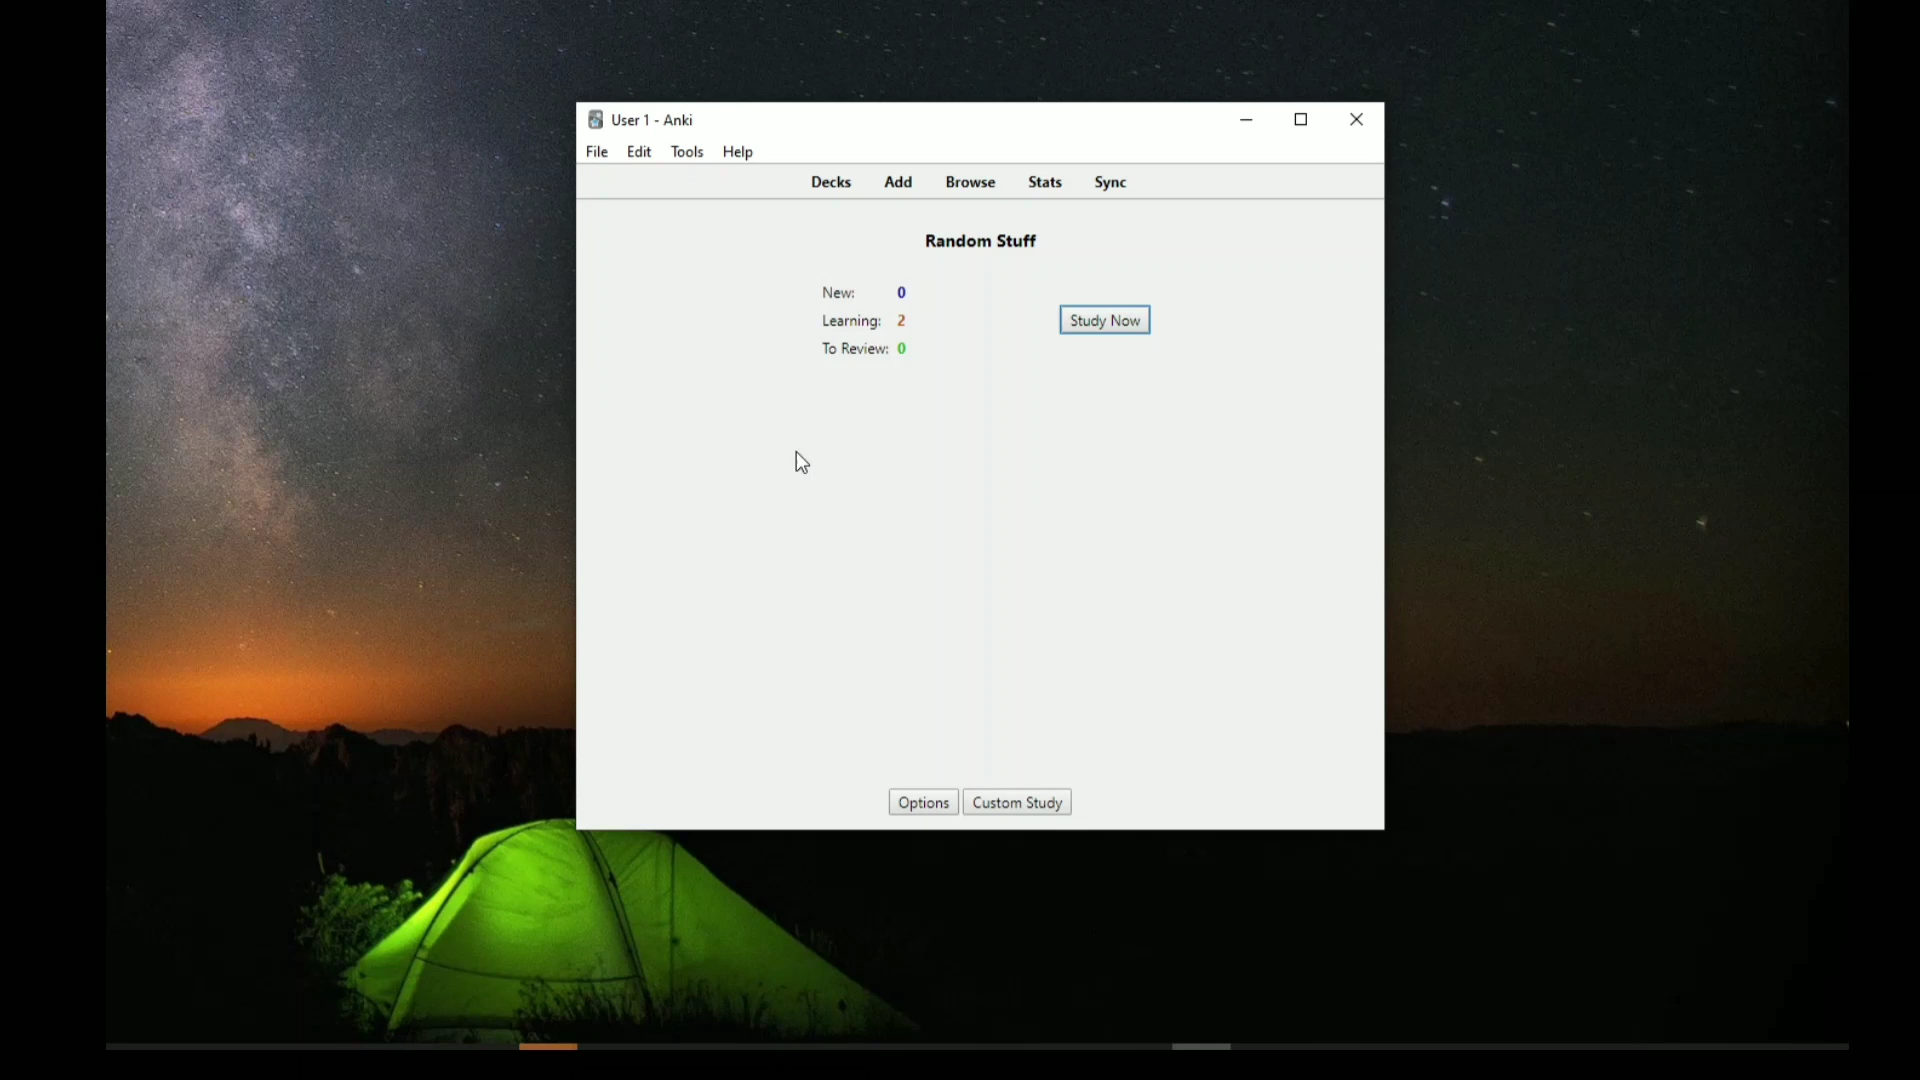 User 1 - Anki
File Edit Tools Help
Decks Add Browse Stats Sync
Random Stuff
New: 0
Learning: 2
To Review: 0
Study Now
Options Custom Study